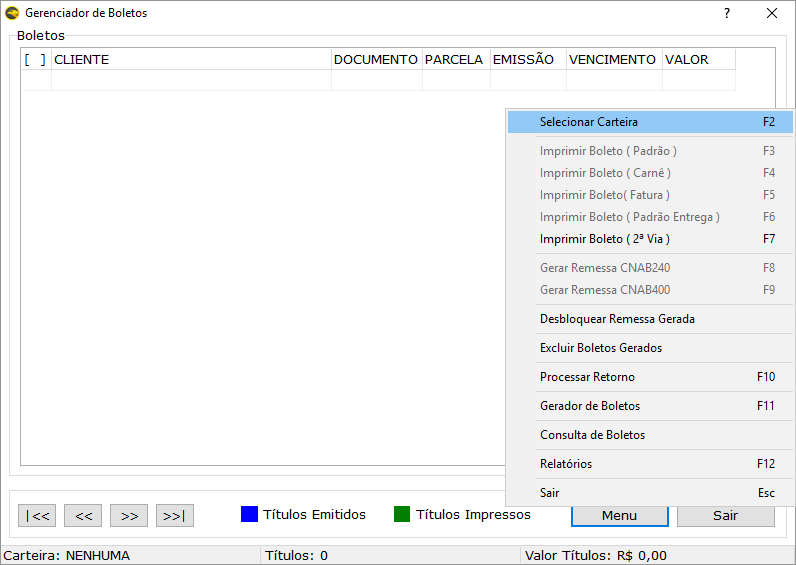 Gerenciador de Boletos ?
Boletos
[ ] CLIENTE DOCUMENTO PARCELA EMISSÃO VENCIMENTO VALOR
Selecionar Carteira F2
Imprimir Boleto ( Padrão ) F3
Imprimir Boleto ( Carnê ) F4
Imprimir Boleto( Fatura ) F5
Imprimir Boleto ( Padrão Entrega ) F6
Imprimir Boleto ( 2ª Via ) F7
Gerar Remessa CNAB240 F8
Gerar Remessa CNAB400 F9
Desbloquear Remessa Gerada
Excluir Boletos Gerados
Processar Retorno F10
Gerador de Boletos F11
Consulta de Boletos
Relatórios F12
Sair Esc
|<< << >> >>| Títulos Emitidos Títulos Impressos Menu Sair
Carteira: NENHUMA Títulos: 0 Valor Títulos: R$ 0,00